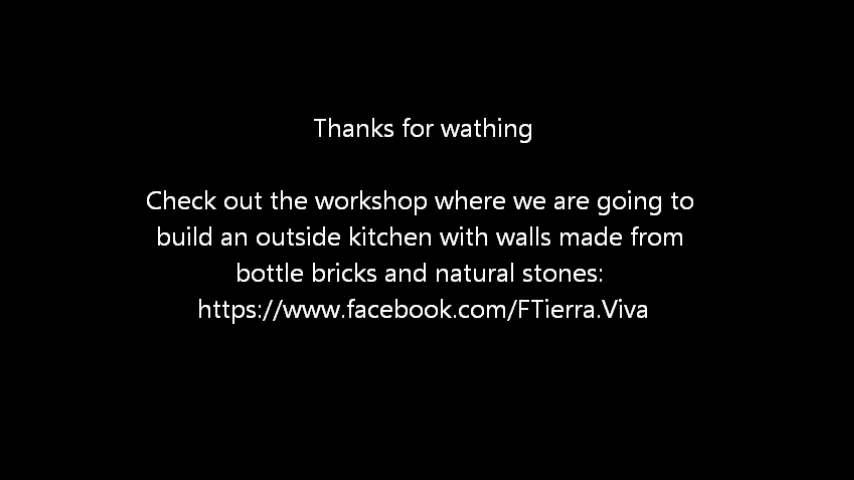 Thanks for wathing
Check out the workshop where we are going to
build an outside kitchen with walls made from
bottle bricks and natural stones:
https://www.facebook.com/FTierra.Viva